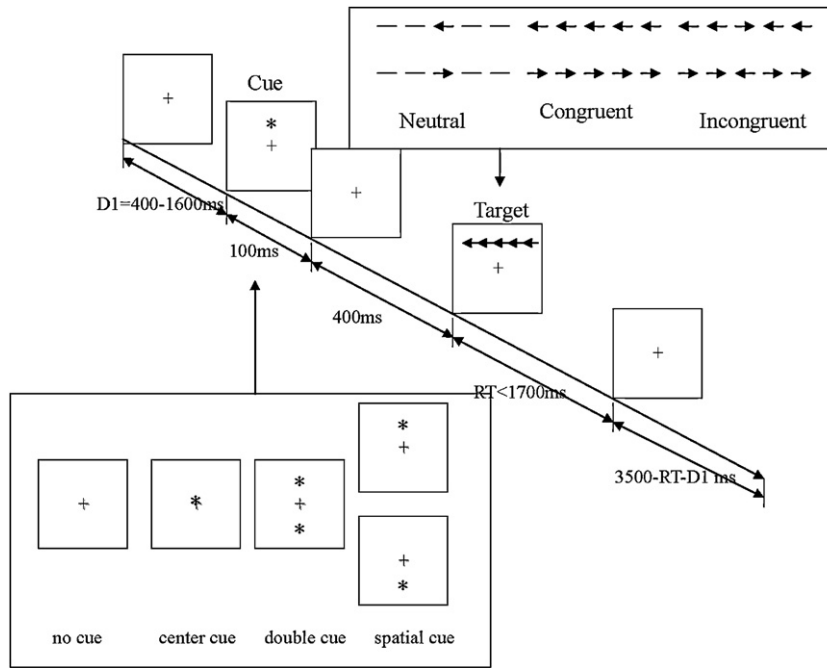 Neutral
Congruent
Incongruent
Cue
*
+
+
+
Target
+
+
D1=400-1600ms
100ms
400ms
RT<1700ms
3500-RT-D1 ms
+
*
*
+
*
*
+
+
*
no cue
center cue
double cue
spatial cue